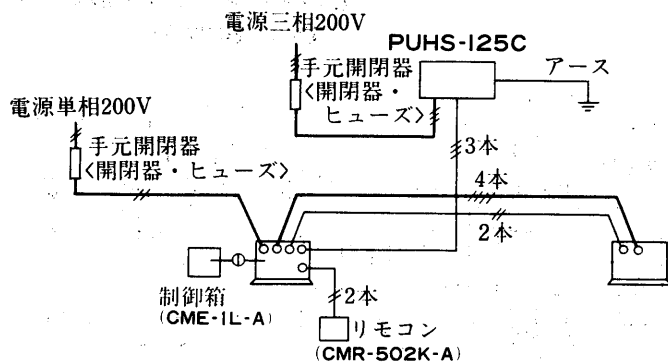 電源三相200V
PUHS-125C
手元開閉器
〈開閉器・
ヒューズ〉
アース
電源単相200V
手元開閉器
〈開閉器・ヒューズ〉
3本
4本
2本
制御箱
(CME-1L-A)
2本
リモコン
(CMR-502K-A)